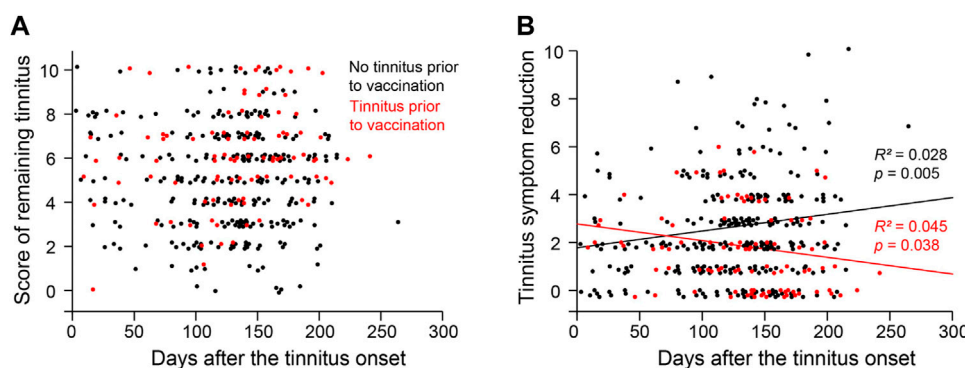 A
Score of remaining tinnitus
10
8
6
4
2
0
0 50 100 150 200 250 300
Days after the tinnitus onset
No tinnitus prior
to vaccination
Tinnitus prior
to vaccination
B
Tinnitus symptom reduction
10
8
6
4
2
0
0 50 100 150 200 250 300
Days after the tinnitus onset
R² = 0.028
p = 0.005
R² = 0.045
p = 0.038